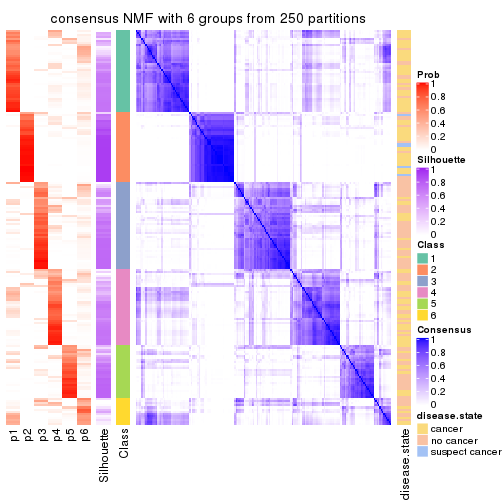 consensus NMF with 6 groups from 250 partitions
p1
p2
p3
p4
p5
p6
Silhouette
Class
disease.state
Prob
1
0.8
0.6
0.4
0.2
0
Silhouette
1
0.8
0.6
0.4
0.2
0
Class
1
2
3
4
5
6
Consensus
1
0.8
0.6
0.4
0.2
0
disease.state
cancer
no cancer
suspect cancer